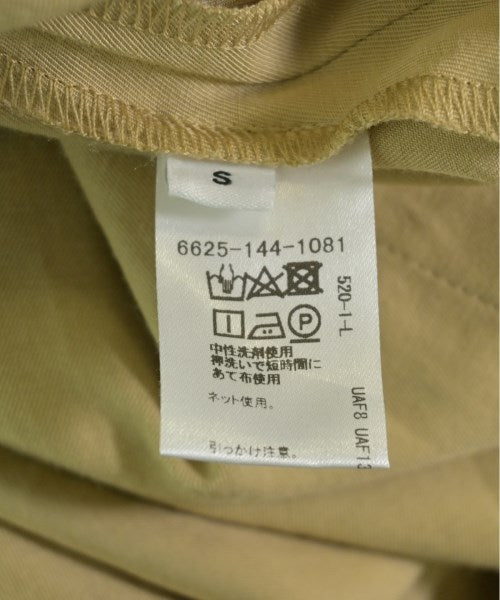 S
6625-144-1081
P
中性洗剤使用
押洗いで短時間に
あて布使用
ネット使用。
引っかけ注意。
520-1-L
UAF8 UAF13